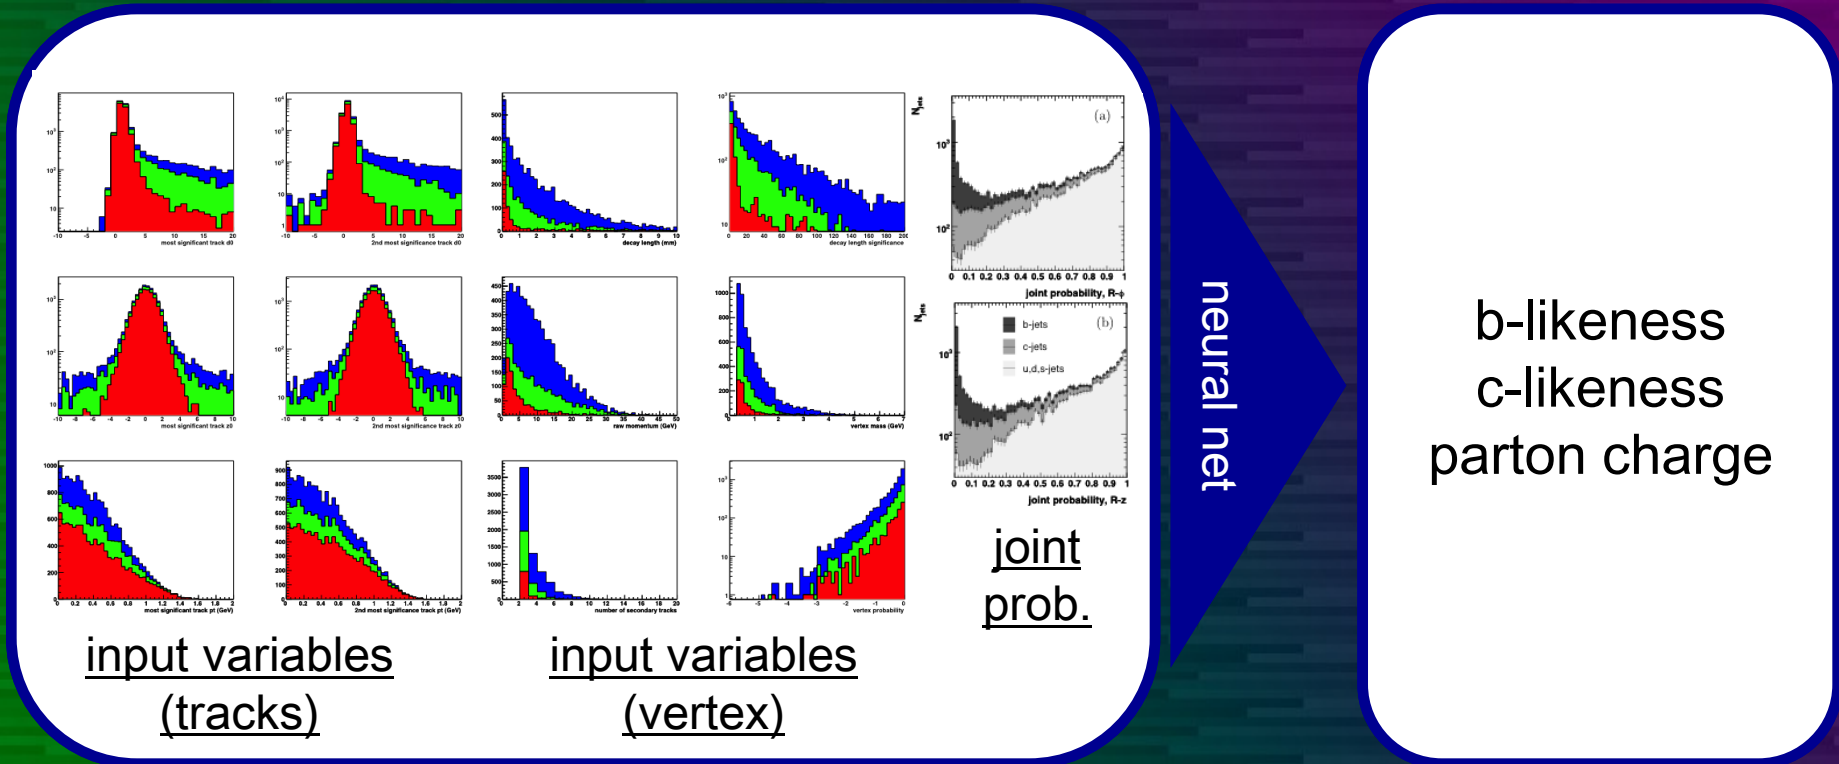 most significant track d0
2nd most significance track d0
decay length (mm)
decay length significance
N_jets
(a)
joint probability, R-ϕ
most significant track z0
2nd most significance track z0
raw momentum (GeV)
vertex mass (GeV)
N_jets
(b)
b-jets
c-jets
u,d,s-jets
joint probability, R-z
most significant track pt (GeV)
2nd most significance track pt (GeV)
number of secondary tracks
vertex probability
input variables
(tracks)
input variables
(vertex)
joint
prob.
neural net
b-likeness
c-likeness
parton charge